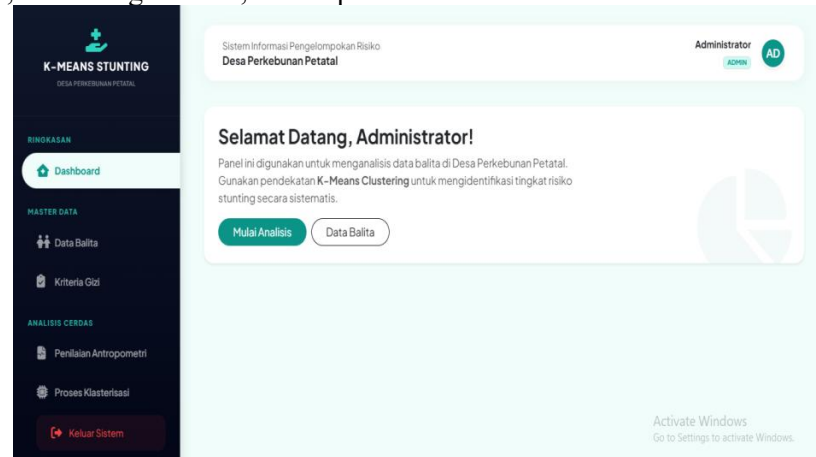 K-MEANS STUNTING
DESA PERKEBUNAN PETATAL
RINGKASAN
Dashboard
MASTER DATA
Data Balita
Kriteria Gizi
ANALISIS CERDAS
Penilaian Antropometri
Proses Klasterisasi
Keluar Sistem
Sistem Informasi Pengelompokan Risiko
Desa Perkebunan Petatal
Administrator
ADMIN
AD
Selamat Datang, Administrator!
Panel ini digunakan untuk menganalisis data balita di Desa Perkebunan Petatal.
Gunakan pendekatan K-Means Clustering untuk mengidentifikasi tingkat risiko
stunting secara sistematis.
Mulai Analisis
Data Balita
Activate Windows
Go to Settings to activate Windows.